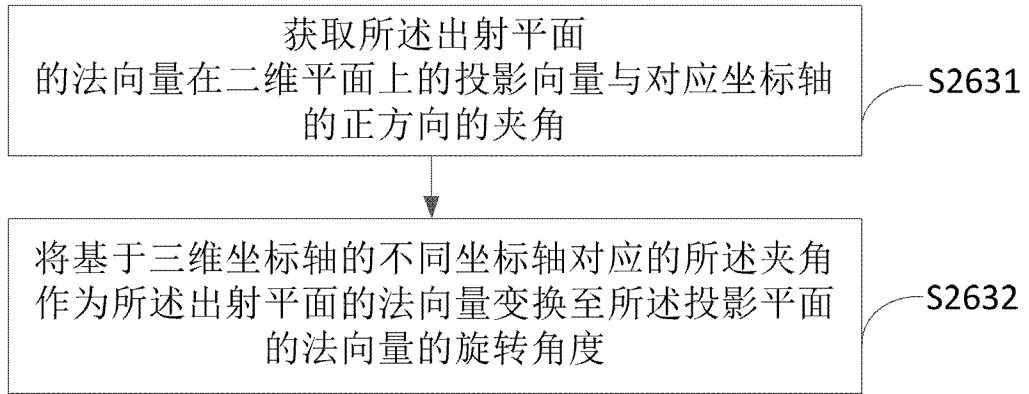 获取所述出射平面
的法向量在二维平面上的投影向量与对应坐标轴
的正方向的夹角
S2631
将基于三维坐标轴的不同坐标轴对应的所述夹角
作为所述出射平面的法向量变换至所述投影平面
的法向量的旋转角度
S2632